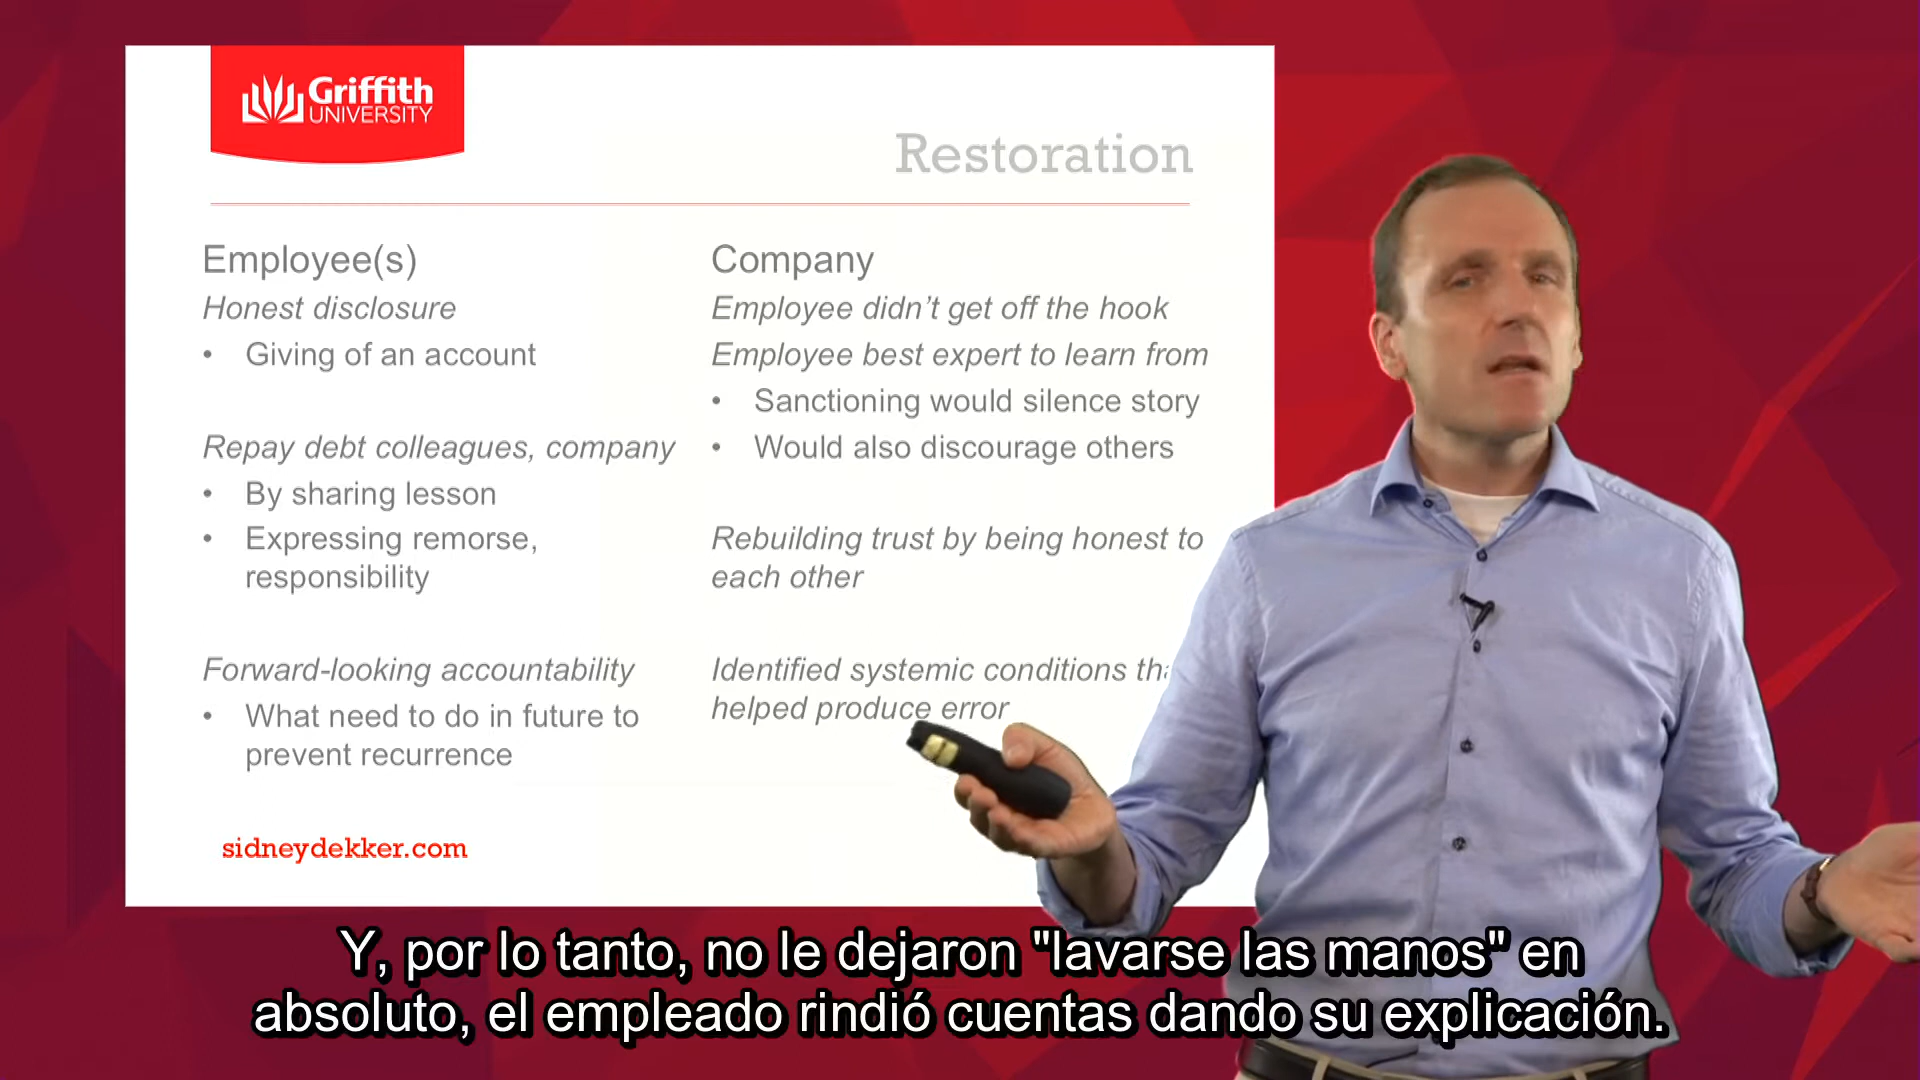 Griffith
UNIVERSITY
Restoration
Employee(s)
Honest disclosure
• Giving of an account
Repay debt colleagues, company
• By sharing lesson
• Expressing remorse,
responsibility
Forward-looking accountability
• What need to do in future to
prevent recurrence
Company
Employee didn't get off the hook
Employee best expert to learn from
• Sanctioning would silence story
• Would also discourage others
Rebuilding trust by being honest to
each other
Identified systemic conditions
helped produce error
sidneydekker.com
Y, por lo tanto, no le dejaron "lavarse las manos" en
absoluto, el empleado rindió cuentas dando su explicación.